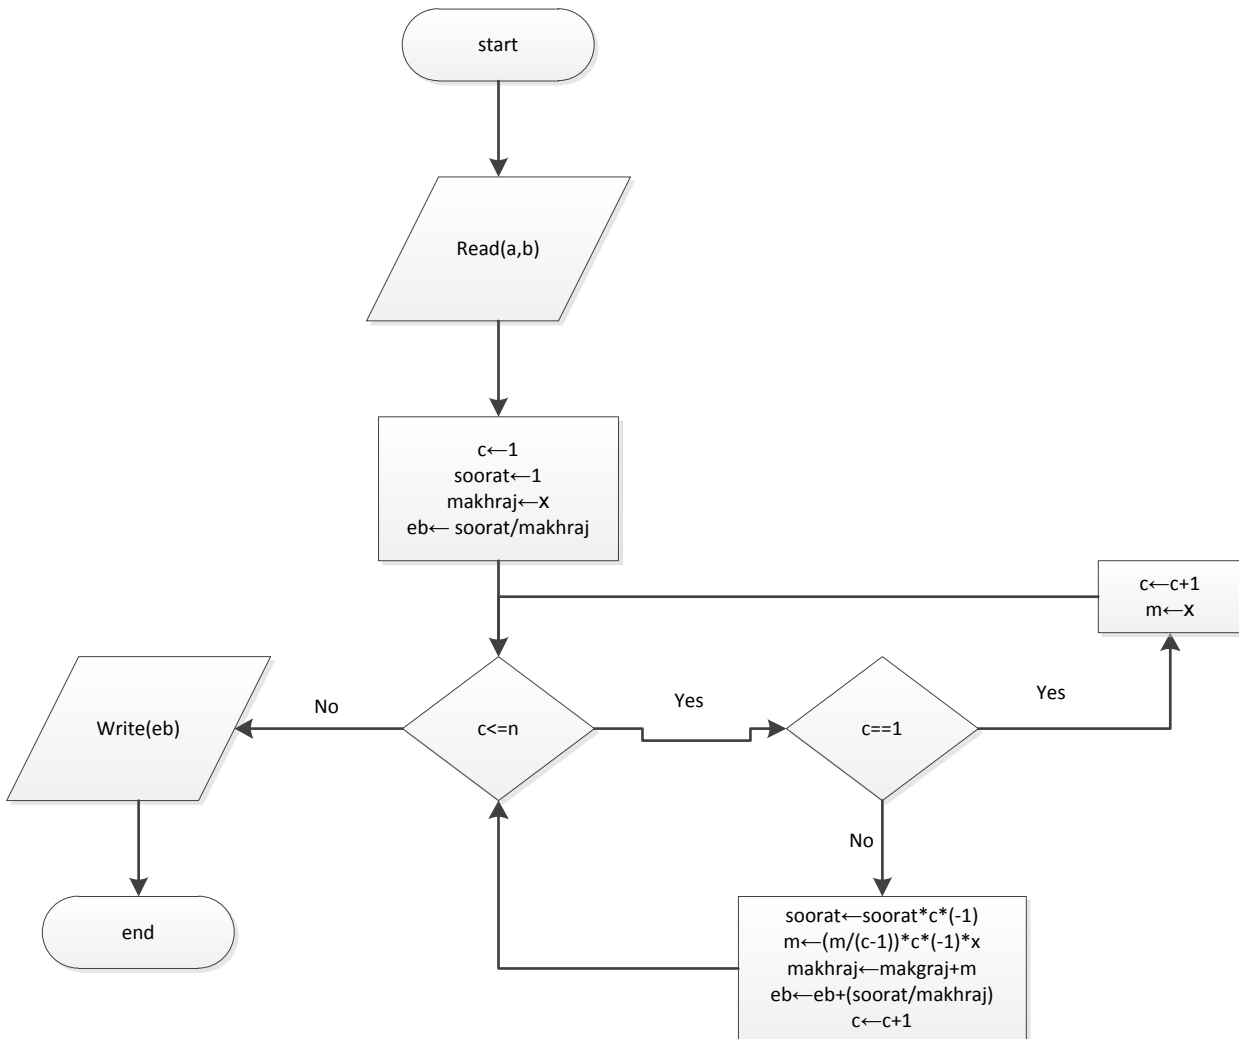 start
Read(a,b)
c←1
soorat←1
makhraj←x
eb← soorat/makhraj
c←c+1
m←x
Write(eb)
No
c<=n
Yes
c==1
Yes
No
end
soorat←soorat*c*(-1)
m←(m/(c-1))*c*(-1)*x
makhraj←makgraj+m
eb←eb+(soorat/makhraj)
c←c+1